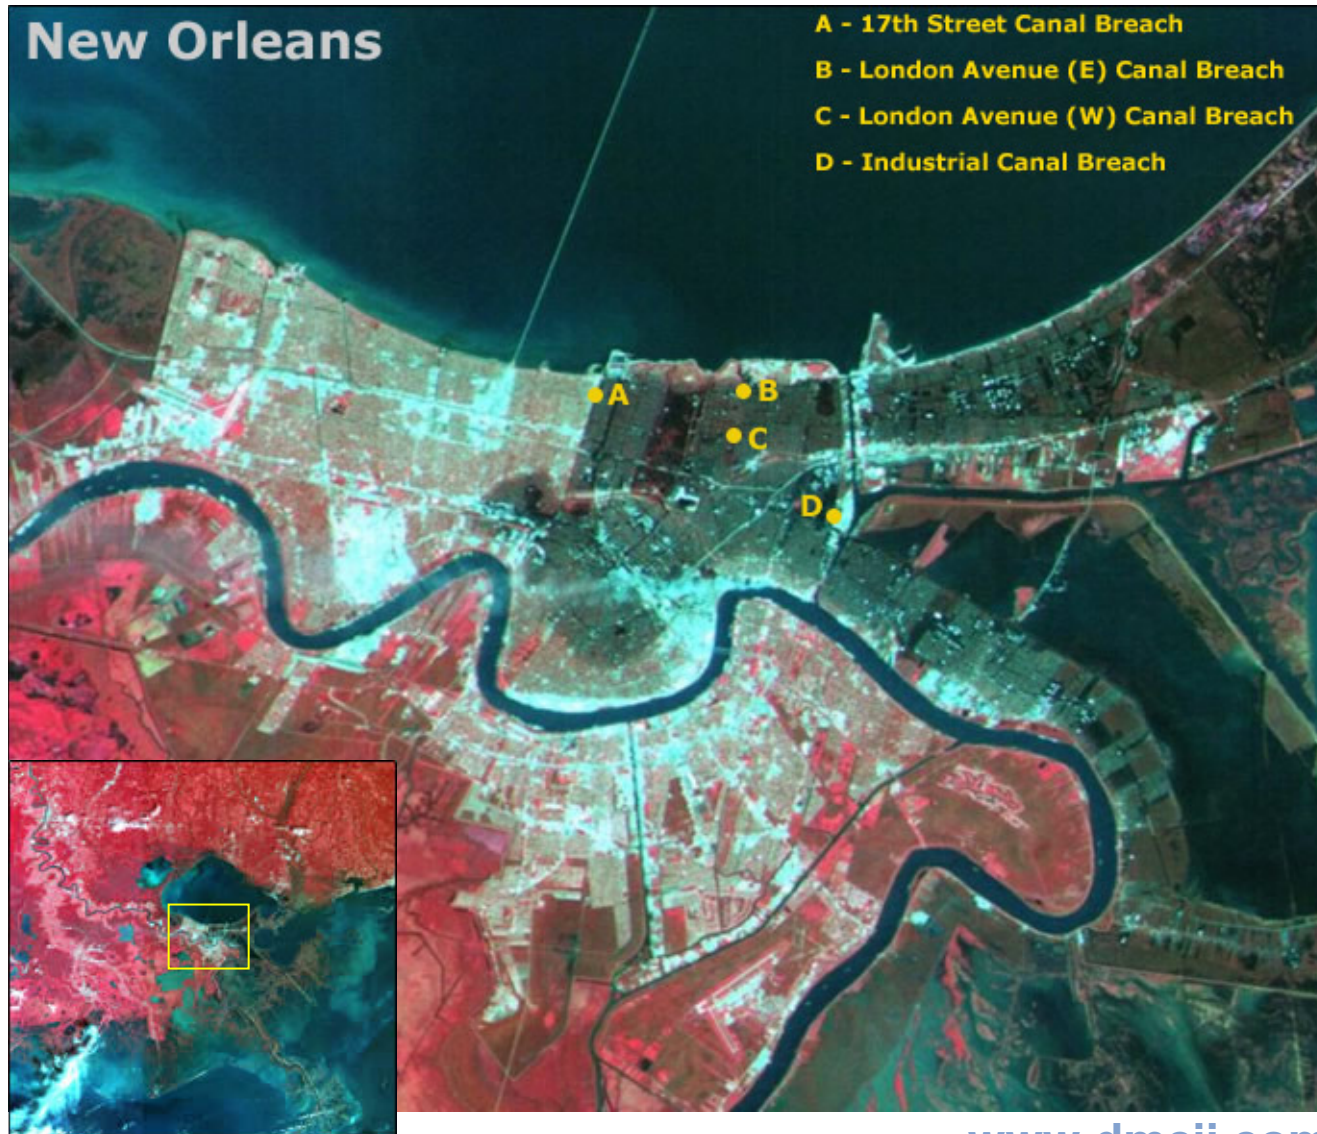 New Orleans
A - 17th Street Canal Breach
B - London Avenue (E) Canal Breach
C - London Avenue (W) Canal Breach
D - Industrial Canal Breach
A
B
C
D